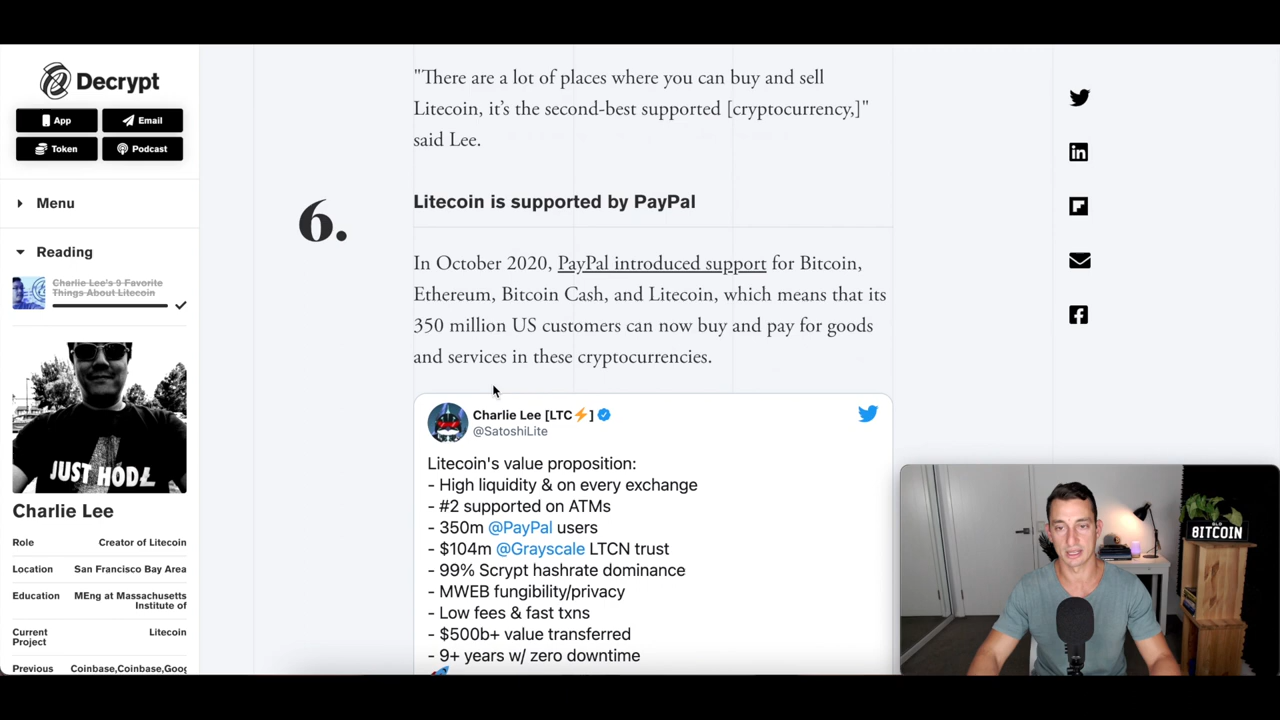 Decrypt
App
Email
Token
Podcast
Menu
Reading
Charlie Lee's 9 Favorite
Things About Litecoin
JUST HODŁ
Charlie Lee
Role Creator of Litecoin
Location San Francisco Bay Area
Education MEng at Massachusetts
Institute of
Current Litecoin
Project
Previous Coinbase,Coinbase,Goog
"There are a lot of places where you can buy and sell
Litecoin, it’s the second-best supported [cryptocurrency,]"
said Lee.
6.
Litecoin is supported by PayPal
In October 2020, PayPal introduced support for Bitcoin,
Ethereum, Bitcoin Cash, and Litecoin, which means that its
350 million US customers can now buy and pay for goods
and services in these cryptocurrencies.
Charlie Lee [LTC⚡]
@SatoshiLite
Litecoin's value proposition:
- High liquidity & on every exchange
- #2 supported on ATMs
- 350m @PayPal users
- $104m @Grayscale LTCN trust
- 99% Scrypt hashrate dominance
- MWEB fungibility/privacy
- Low fees & fast txns
- $500b+ value transferred
- 9+ years w/ zero downtime
BITCOIN